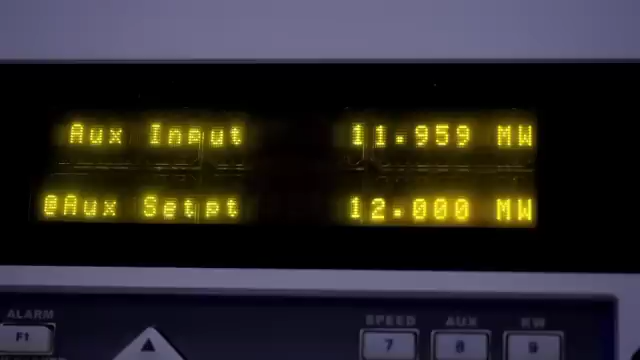 Aux Input 11.959 MW
@Aux Setpt 12.000 MW
ALARM SPEED AUX KW
F1 7 8 9